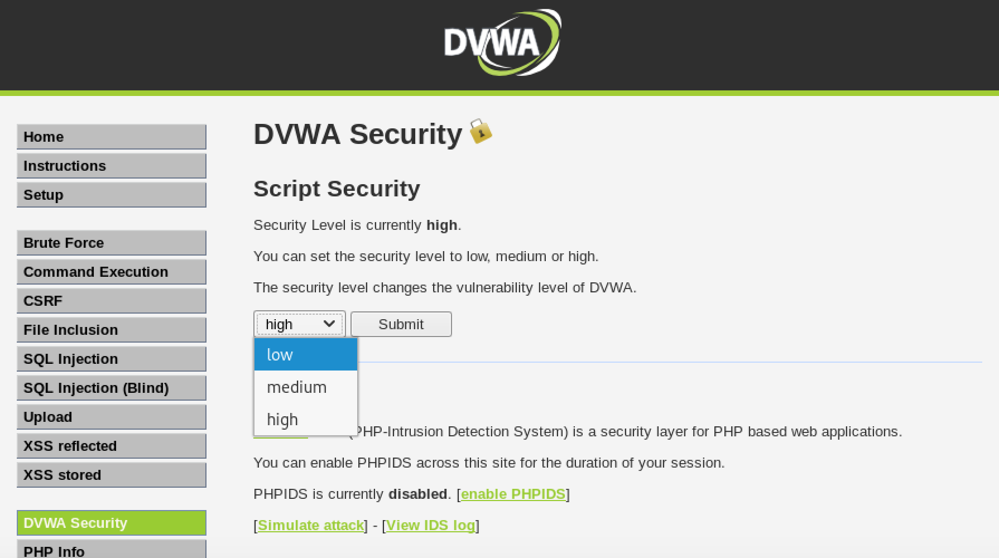 DVWA
Home
Instructions
Setup
Brute Force
Command Execution
CSRF
File Inclusion
SQL Injection
SQL Injection (Blind)
Upload
XSS reflected
XSS stored
DVWA Security
PHP Info
DVWA Security
Script Security
Security Level is currently high.
You can set the security level to low, medium or high.
The security level changes the vulnerability level of DVWA.
high Submit
low
medium
high
(PHP-Intrusion Detection System) is a security layer for PHP based web applications.
You can enable PHPIDS across this site for the duration of your session.
PHPIDS is currently disabled. [enable PHPIDS]
[Simulate attack] - [View IDS log]